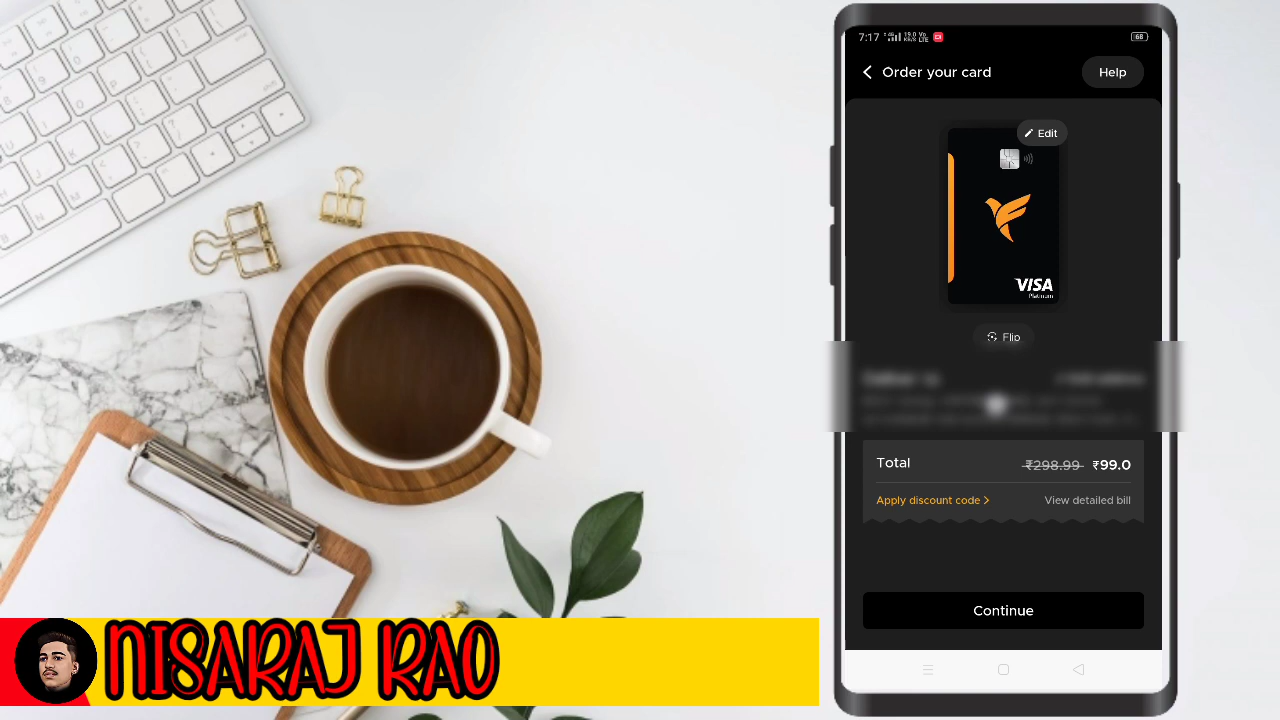 7:17
68
Order your card
Help
Edit
VISA
Platinum
Flip
Total ₹298.99 ₹99.0
Apply discount code > View detailed bill
Continue
NISARAJ RAO